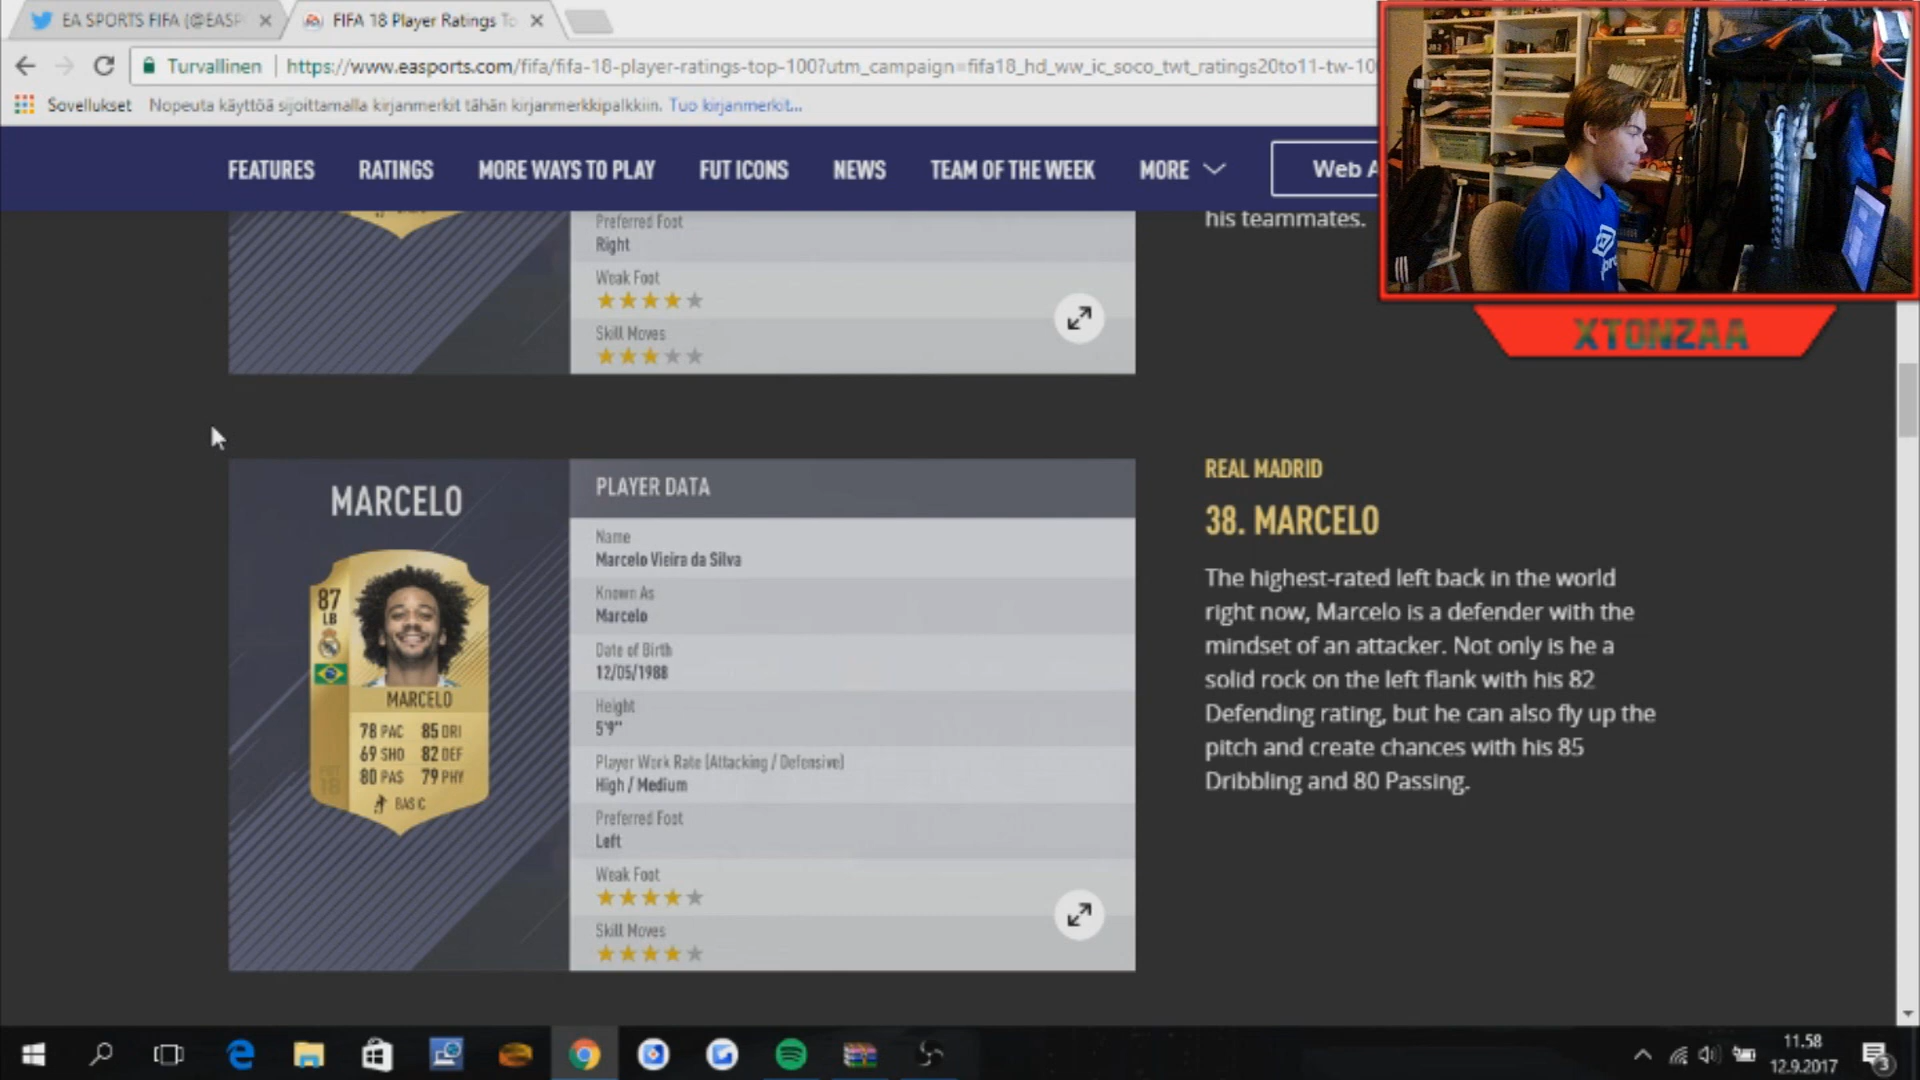 EA SPORTS FIFA (@EASP
FIFA 18 Player Ratings To
Turvallinen
https://www.easports.com/fifa/fifa-18-player-ratings-top-100?utm_campaign=fifa18_hd_ww_ic_soco_twt_ratings20to11-tw-10
Sovellukset
Nopeuta käyttöä sijoittamalla kirjanmerkit tähän kirjanmerkkipalkkiin. Tuo kirjanmerkit...
FEATURES
RATINGS
MORE WAYS TO PLAY
FUT ICONS
NEWS
TEAM OF THE WEEK
MORE
Web A
XTONZAA
Preferred Foot
Right
Weak Foot
Skill Moves
his teammates.
MARCELO
87
LB
MARCELO
78 PAC 85 DRI
69 SHO 82 DEF
80 PAS 79 PHY
BASIC
PLAYER DATA
Name
Marcelo Vieira da Silva
Known As
Marcelo
Date of Birth
12/05/1988
Height
5'9"
Player Work Rate (Attacking / Defensive)
High / Medium
Preferred Foot
Left
Weak Foot
Skill Moves
REAL MADRID
38. MARCELO
The highest-rated left back in the world
right now, Marcelo is a defender with the
mindset of an attacker. Not only is he a
solid rock on the left flank with his 82
Defending rating, but he can also fly up the
pitch and create chances with his 85
Dribbling and 80 Passing.
11.58
12.9.2017
3